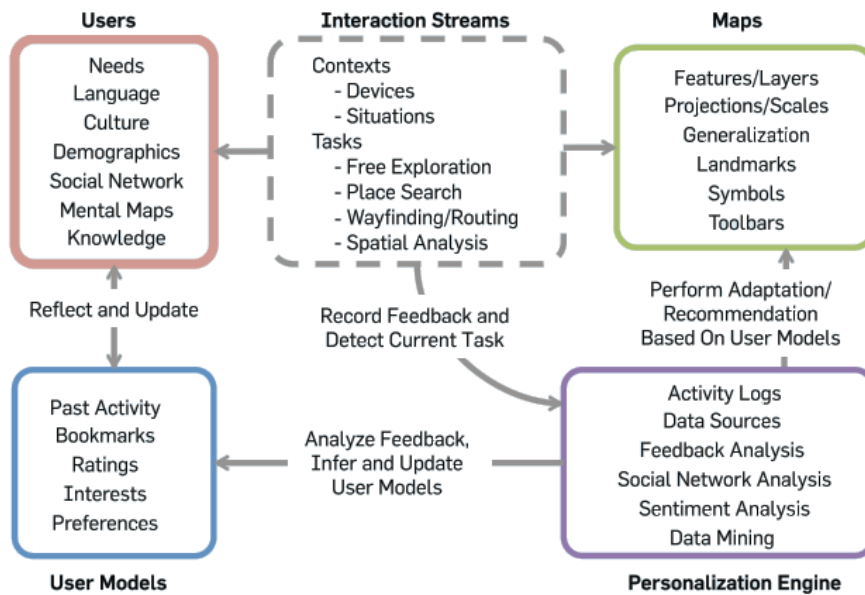 Users
Needs
Language
Culture
Demographics
Social Network
Mental Maps
Knowledge
Interaction Streams
Contexts
- Devices
- Situations
Tasks
- Free Exploration
- Place Search
- Wayfinding/Routing
- Spatial Analysis
Maps
Features/Layers
Projections/Scales
Generalization
Landmarks
Symbols
Toolbars
Reflect and Update
Record Feedback and
Detect Current Task
Perform Adaptation/
Recommendation
Based On User Models
Past Activity
Bookmarks
Ratings
Interests
Preferences
User Models
Analyze Feedback,
Infer and Update
User Models
Activity Logs
Data Sources
Feedback Analysis
Social Network Analysis
Sentiment Analysis
Data Mining
Personalization Engine